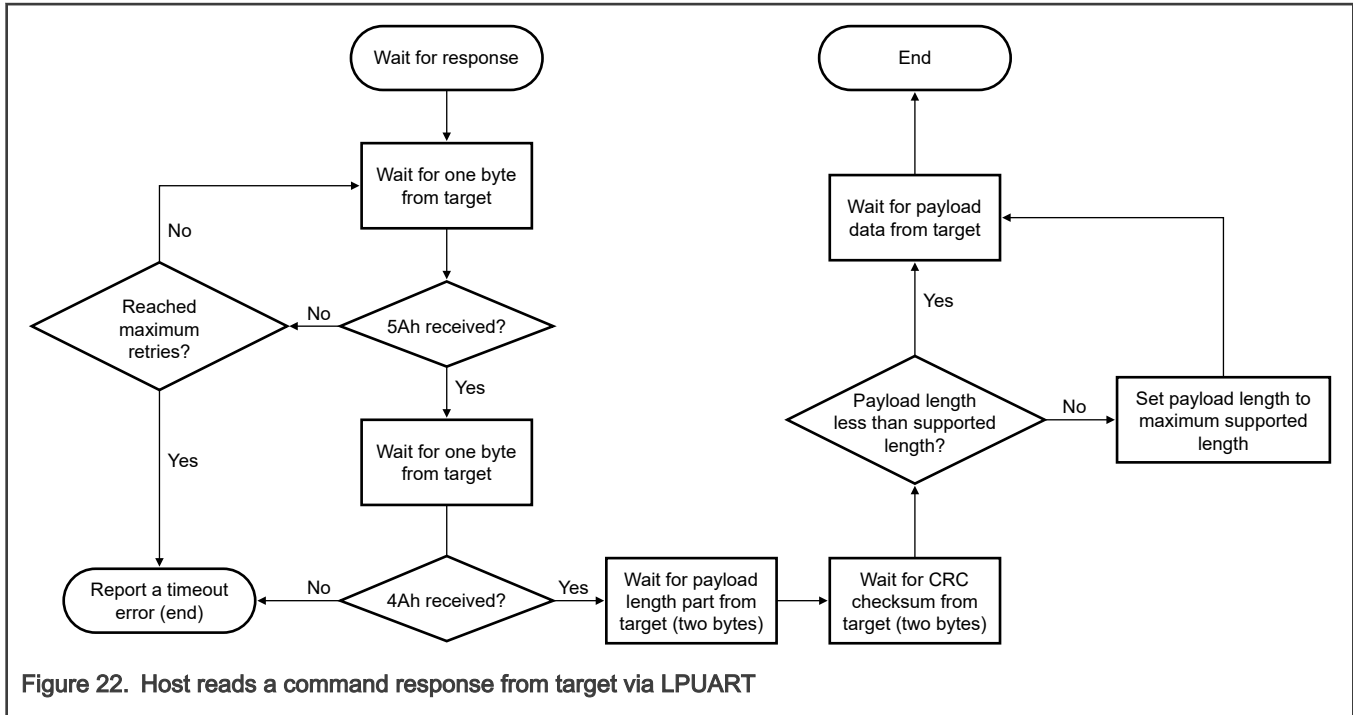 Wait for response
Wait for one byte
from target
No
Reached
maximum
retries?
No
5Ah received?
Yes
Yes
Wait for one byte
from target
Report a timeout
error (end)
No
4Ah received?
Yes
Wait for payload
length part from
target (two bytes)
Wait for CRC
checksum from
target (two bytes)
Payload length
less than supported
length?
No
Set payload length to
maximum supported
length
Yes
Wait for payload
data from target
End
Figure 22. Host reads a command response from target via LPUART